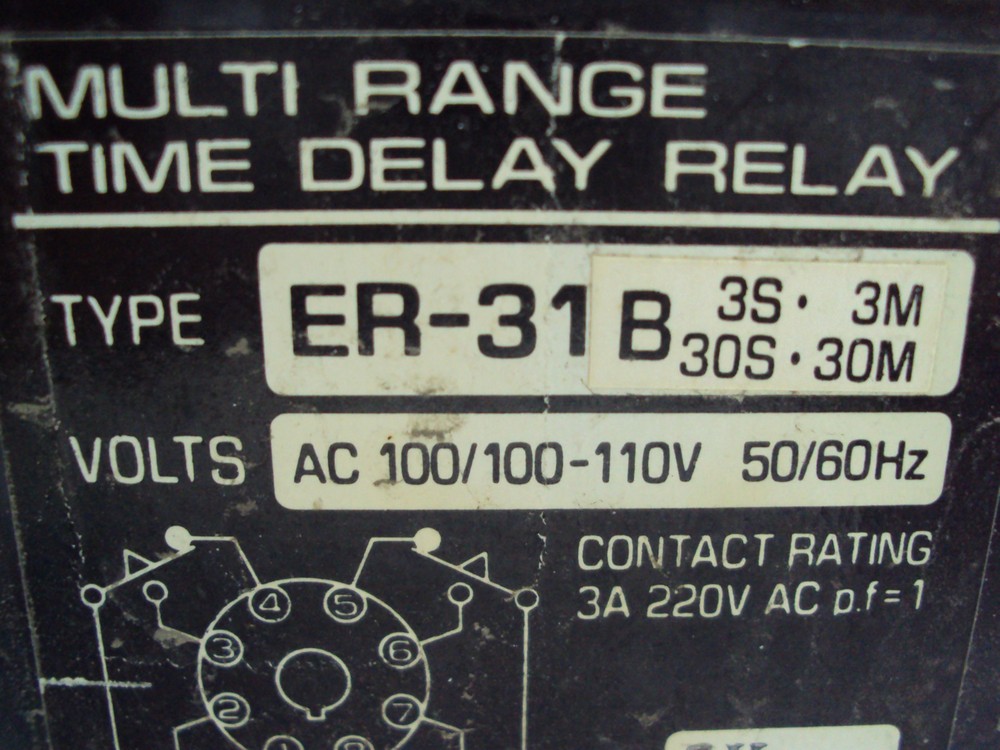 MULTI RANGE
TIME DELAY RELAY
TYPE ER-31 B 3S· 3M
30S·30M
VOLTS AC 100/100-110V 50/60Hz
CONTACT RATING
3A 220V AC p.f=1
4 5
3 6
2 7